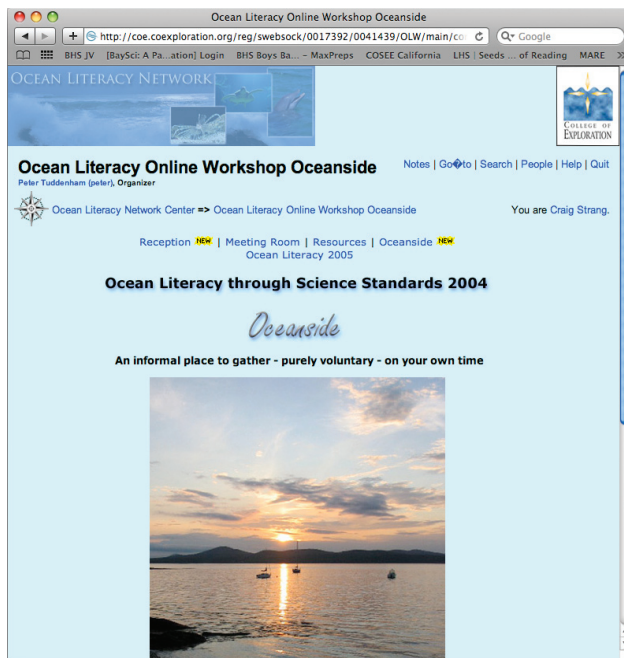 Ocean Literacy Online Workshop Oceanside
http://coe.coexploration.org/reg/swebsock/0017392/0041439/OLW/main/co
Google
BHS JV [BaySci: A Pa...ation] Login BHS Boys Ba... – MaxPreps COSEE California LHS | Seeds ... of Reading MARE
OCEAN LITERACY NETWORK
COLLEGE OF
EXPLORATION
Ocean Literacy Online Workshop Oceanside
Notes | Go�to | Search | People | Help | Quit
Peter Tuddenham (peter), Organizer
Ocean Literacy Network Center => Ocean Literacy Online Workshop Oceanside
You are Craig Strang.
Reception NEW | Meeting Room | Resources | Oceanside NEW
Ocean Literacy 2005
Ocean Literacy through Science Standards 2004
Oceanside
An informal place to gather - purely voluntary - on your own time